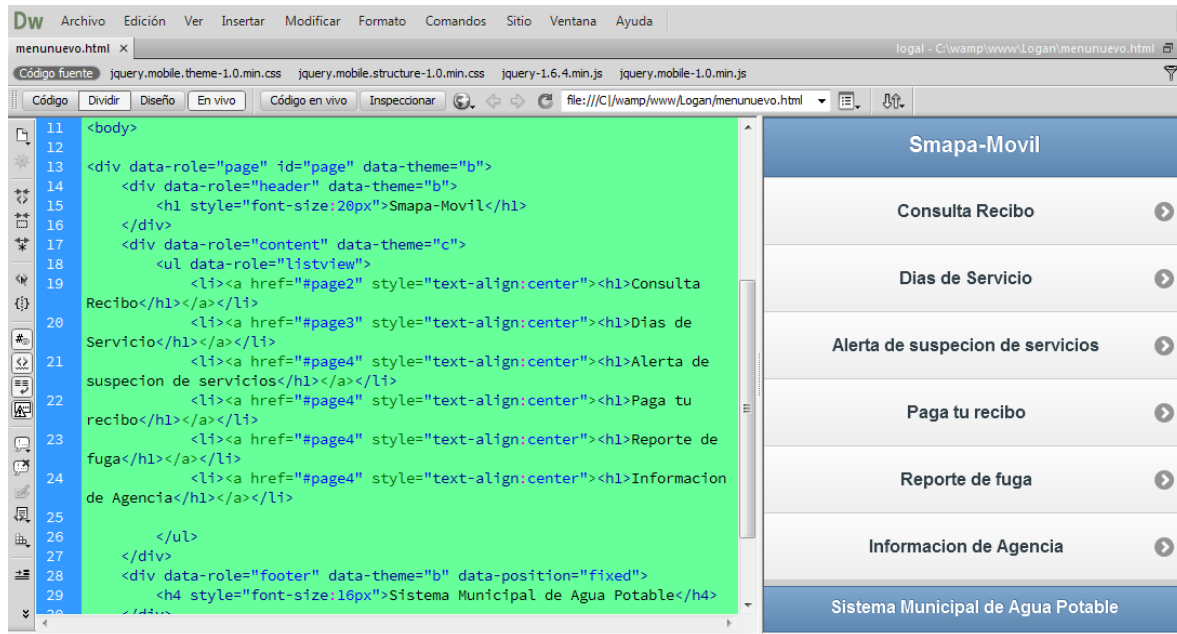 Dw Archivo Edición Ver Insertar Modificar Formato Comandos Sitio Ventana Ayuda
menunuevo.html × logal - C:\wamp\www\Logan\menunuevo.html
Código fuente jquery.mobile.theme-1.0.min.css jquery.mobile.structure-1.0.min.css jquery-1.6.4.min.js jquery.mobile-1.0.min.js
Código Dividir Diseño En vivo Código en vivo Inspeccionar file:///C|/wamp/www/Logan/menunuevo.html
11 <body>
12
13 <div data-role="page" id="page" data-theme="b">
14 <div data-role="header" data-theme="b">
15 <h1 style="font-size:20px">Smapa-Movil</h1>
16 </div>
17 <div data-role="content" data-theme="c">
18 <ul data-role="listview">
19 <li><a href="#page2" style="text-align:center"><h1>Consulta
Recibo</h1></a></li>
20 <li><a href="#page3" style="text-align:center"><h1>Dias de
Servicio</h1></a></li>
21 <li><a href="#page4" style="text-align:center"><h1>Alerta de
suspecion de servicios</h1></a></li>
22 <li><a href="#page4" style="text-align:center"><h1>Paga tu
recibo</h1></a></li>
23 <li><a href="#page4" style="text-align:center"><h1>Reporte de
fuga</h1></a></li>
24 <li><a href="#page4" style="text-align:center"><h1>Informacion
de Agencia</h1></a></li>
25
26 </ul>
27 </div>
28 <div data-role="footer" data-theme="b" data-position="fixed">
29 <h4 style="font-size:16px">Sistema Municipal de Agua Potable</h4>
30 </div>
Smapa-Movil
Consulta Recibo
Dias de Servicio
Alerta de suspecion de servicios
Paga tu recibo
Reporte de fuga
Informacion de Agencia
Sistema Municipal de Agua Potable